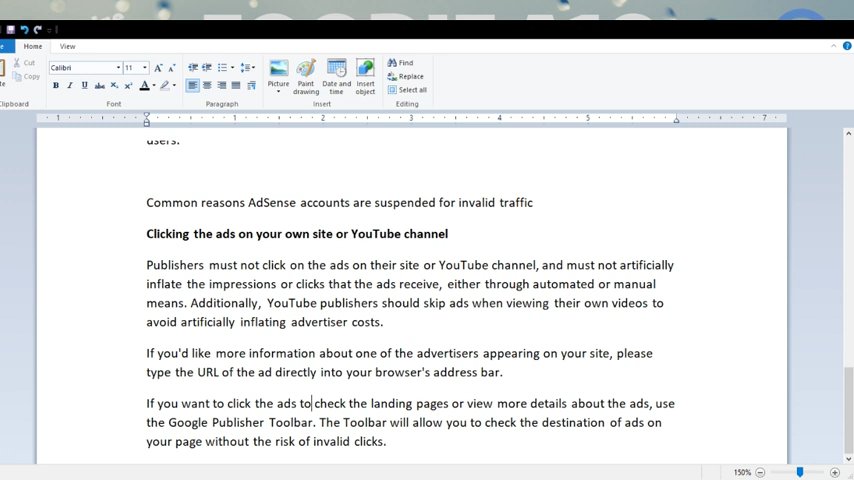 Home View
Cut
Copy
Calibri 11
Find
Replace
Select all
Picture Paint drawing Date and time Insert object
Font Paragraph Insert Editing
1 1 2 3 4 5 7
users.
Common reasons AdSense accounts are suspended for invalid traffic
Clicking the ads on your own site or YouTube channel
Publishers must not click on the ads on their site or YouTube channel, and must not artificially
inflate the impressions or clicks that the ads receive, either through automated or manual
means. Additionally, YouTube publishers should skip ads when viewing their own videos to
avoid artificially inflating advertiser costs.
If you'd like more information about one of the advertisers appearing on your site, please
type the URL of the ad directly into your browser's address bar.
If you want to click the ads to check the landing pages or view more details about the ads, use
the Google Publisher Toolbar. The Toolbar will allow you to check the destination of ads on
your page without the risk of invalid clicks.
150%